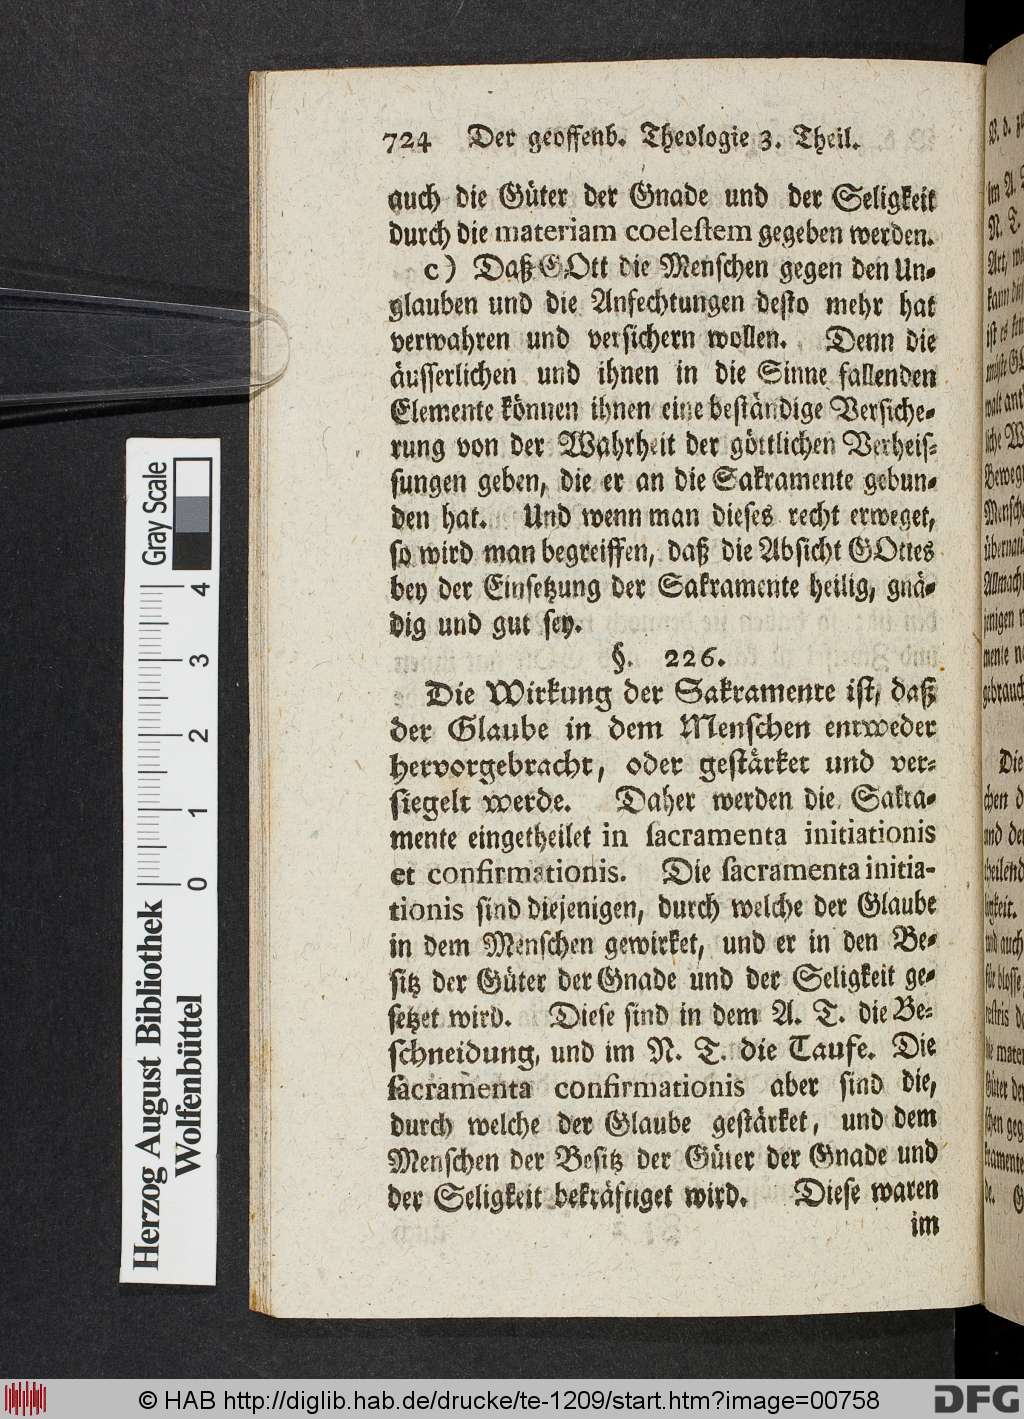 724 Der geoffenb. Theologie 3. Theil.
auch die Güter der Gnade und der Seligkeit
durch die materiam coelestem gegeben werden.
c) Daß GOtt die Menschen gegen den Un-
glauben und die Anfechtungen desto mehr hat
verwahren und versichern wollen. Denn die
äusserlichen und ihnen in die Sinne fallenden
Elemente können ihnen eine beständige Versiche-
rung von der Wahrheit der göttlichen Verheis-
sungen geben, die er an die Sakramente gebun-
den hat. Und wenn man dieses recht erweget,
so wird man begreiffen, daß die Absicht GOttes
bey der Einsetzung der Sakramente heilig, gnä-
dig und gut sey.
§. 226.
Die Wirkung der Sakramente ist, daß
der Glaube in dem Menschen entweder
hervorgebracht, oder gestärket und ver-
siegelt werde. Daher werden die Sakra-
mente eingetheilet in sacramenta initiationis
et confirmationis. Die sacramenta initia-
tionis sind diejenigen, durch welche der Glaube
in dem Menschen gewirket, und er in den Be-
sitz der Güter der Gnade und der Seligkeit ge-
setzet wird. Diese sind in dem A. T. die Be-
schneidung, und im N. T. die Taufe. Die
sacramenta confirmationis aber sind die,
durch welche der Glaube gestärket, und dem
Menschen der Besitz der Güter der Gnade und
der Seligkeit bekräftiget wird. Diese waren
im
Gray Scale
0 1 2 3 4
Herzog August Bibliothek
Wolfenbüttel
© HAB http://diglib.hab.de/drucke/te-1209/start.htm?image=00758
DFG